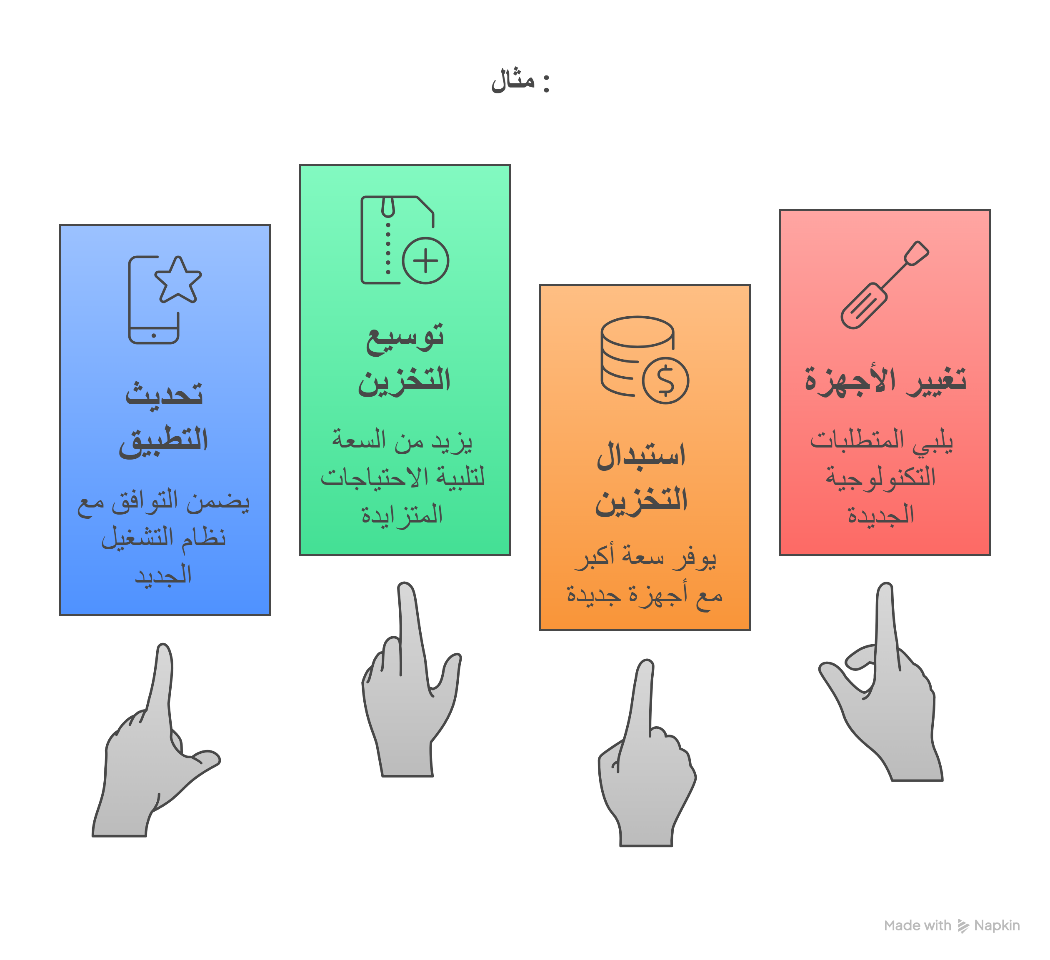 مثال :
تغيير الأجهزة
يلبي المتطلبات
التكنولوجية
الجديدة
استبدال
التخزين
يوفر سعة أكبر
مع أجهزة جديدة
توسيع
التخزين
يزيد من السعة
لتلبية الاحتياجات
المتزايدة
تحديث
التطبيق
يضمن التوافق مع
نظام التشغيل
الجديد
Made with Napkin